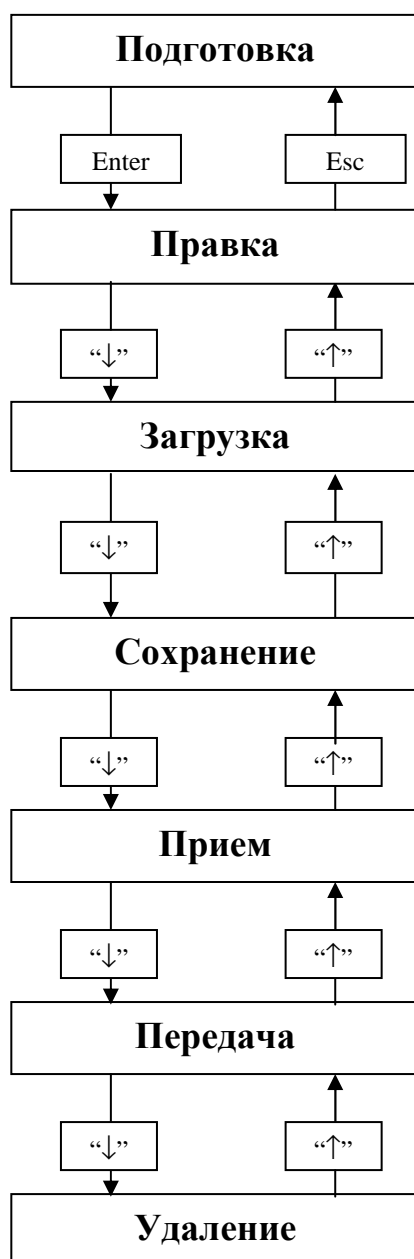 Подготовка
Enter Esc
Правка
“↓” “↑”
Загрузка
“↓” “↑”
Сохранение
“↓” “↑”
Прием
“↓” “↑”
Передача
“↓” “↑”
Удаление